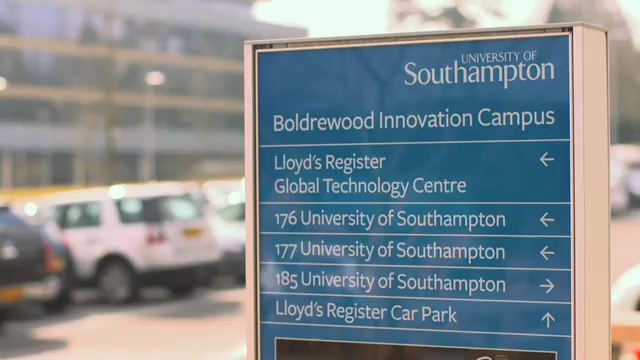 UNIVERSITY OF
Southampton
Boldrewood Innovation Campus
Lloyd's Register ←
Global Technology Centre
176 University of Southampton ←
177 University of Southampton ←
185 University of Southampton →
Lloyd's Register Car Park ↑